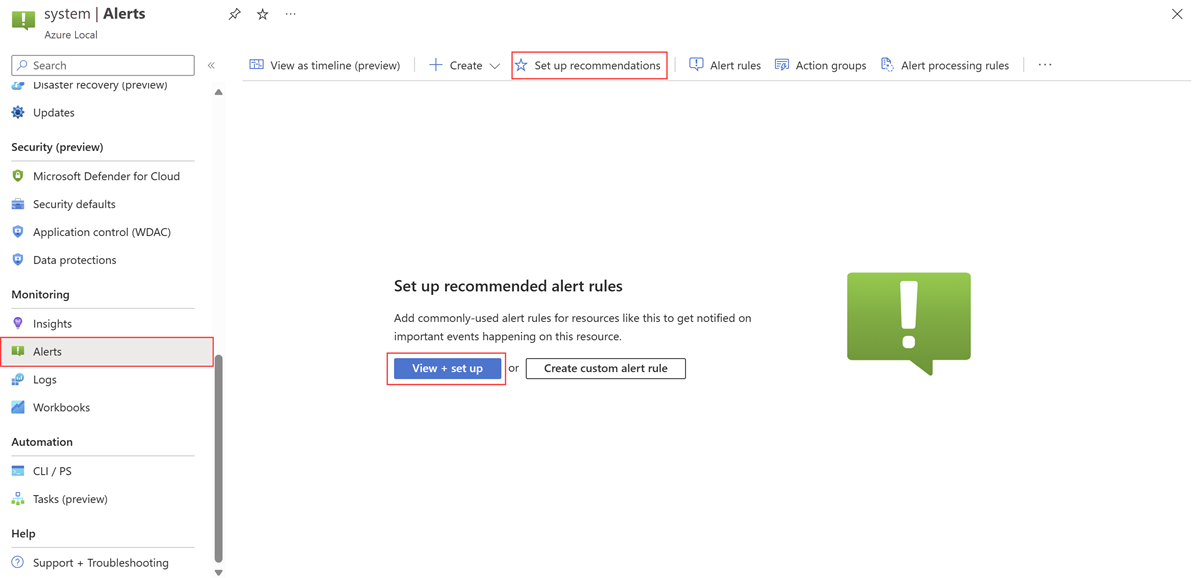 system | Alerts
Azure Local
Search
View as timeline (preview)
Create
Set up recommendations
Alert rules
Action groups
Alert processing rules
Disaster recovery (preview)
Updates
Security (preview)
Microsoft Defender for Cloud
Security defaults
Application control (WDAC)
Data protections
Monitoring
Insights
Alerts
Logs
Workbooks
Automation
CLI / PS
Tasks (preview)
Help
Support + Troubleshooting
Set up recommended alert rules
Add commonly-used alert rules for resources like this to get notified on
important events happening on this resource.
View + set up or Create custom alert rule